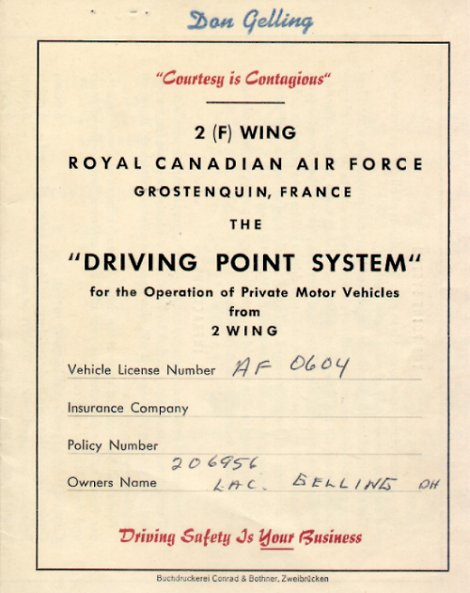 Don Gelling
"Courtesy is Contagious"
2 (F) WING
ROYAL CANADIAN AIR FORCE
GROSTENQUIN, FRANCE
THE
"DRIVING POINT SYSTEM"
for the Operation of Private Motor Vehicles
from
2 WING
Vehicle License Number AF 0604
Insurance Company
Policy Number
206956
Owners Name LAC. GELLING DH
Driving Safety Is Your Business
Buchdruckerei Conrad & Bothner, Zweibrücken